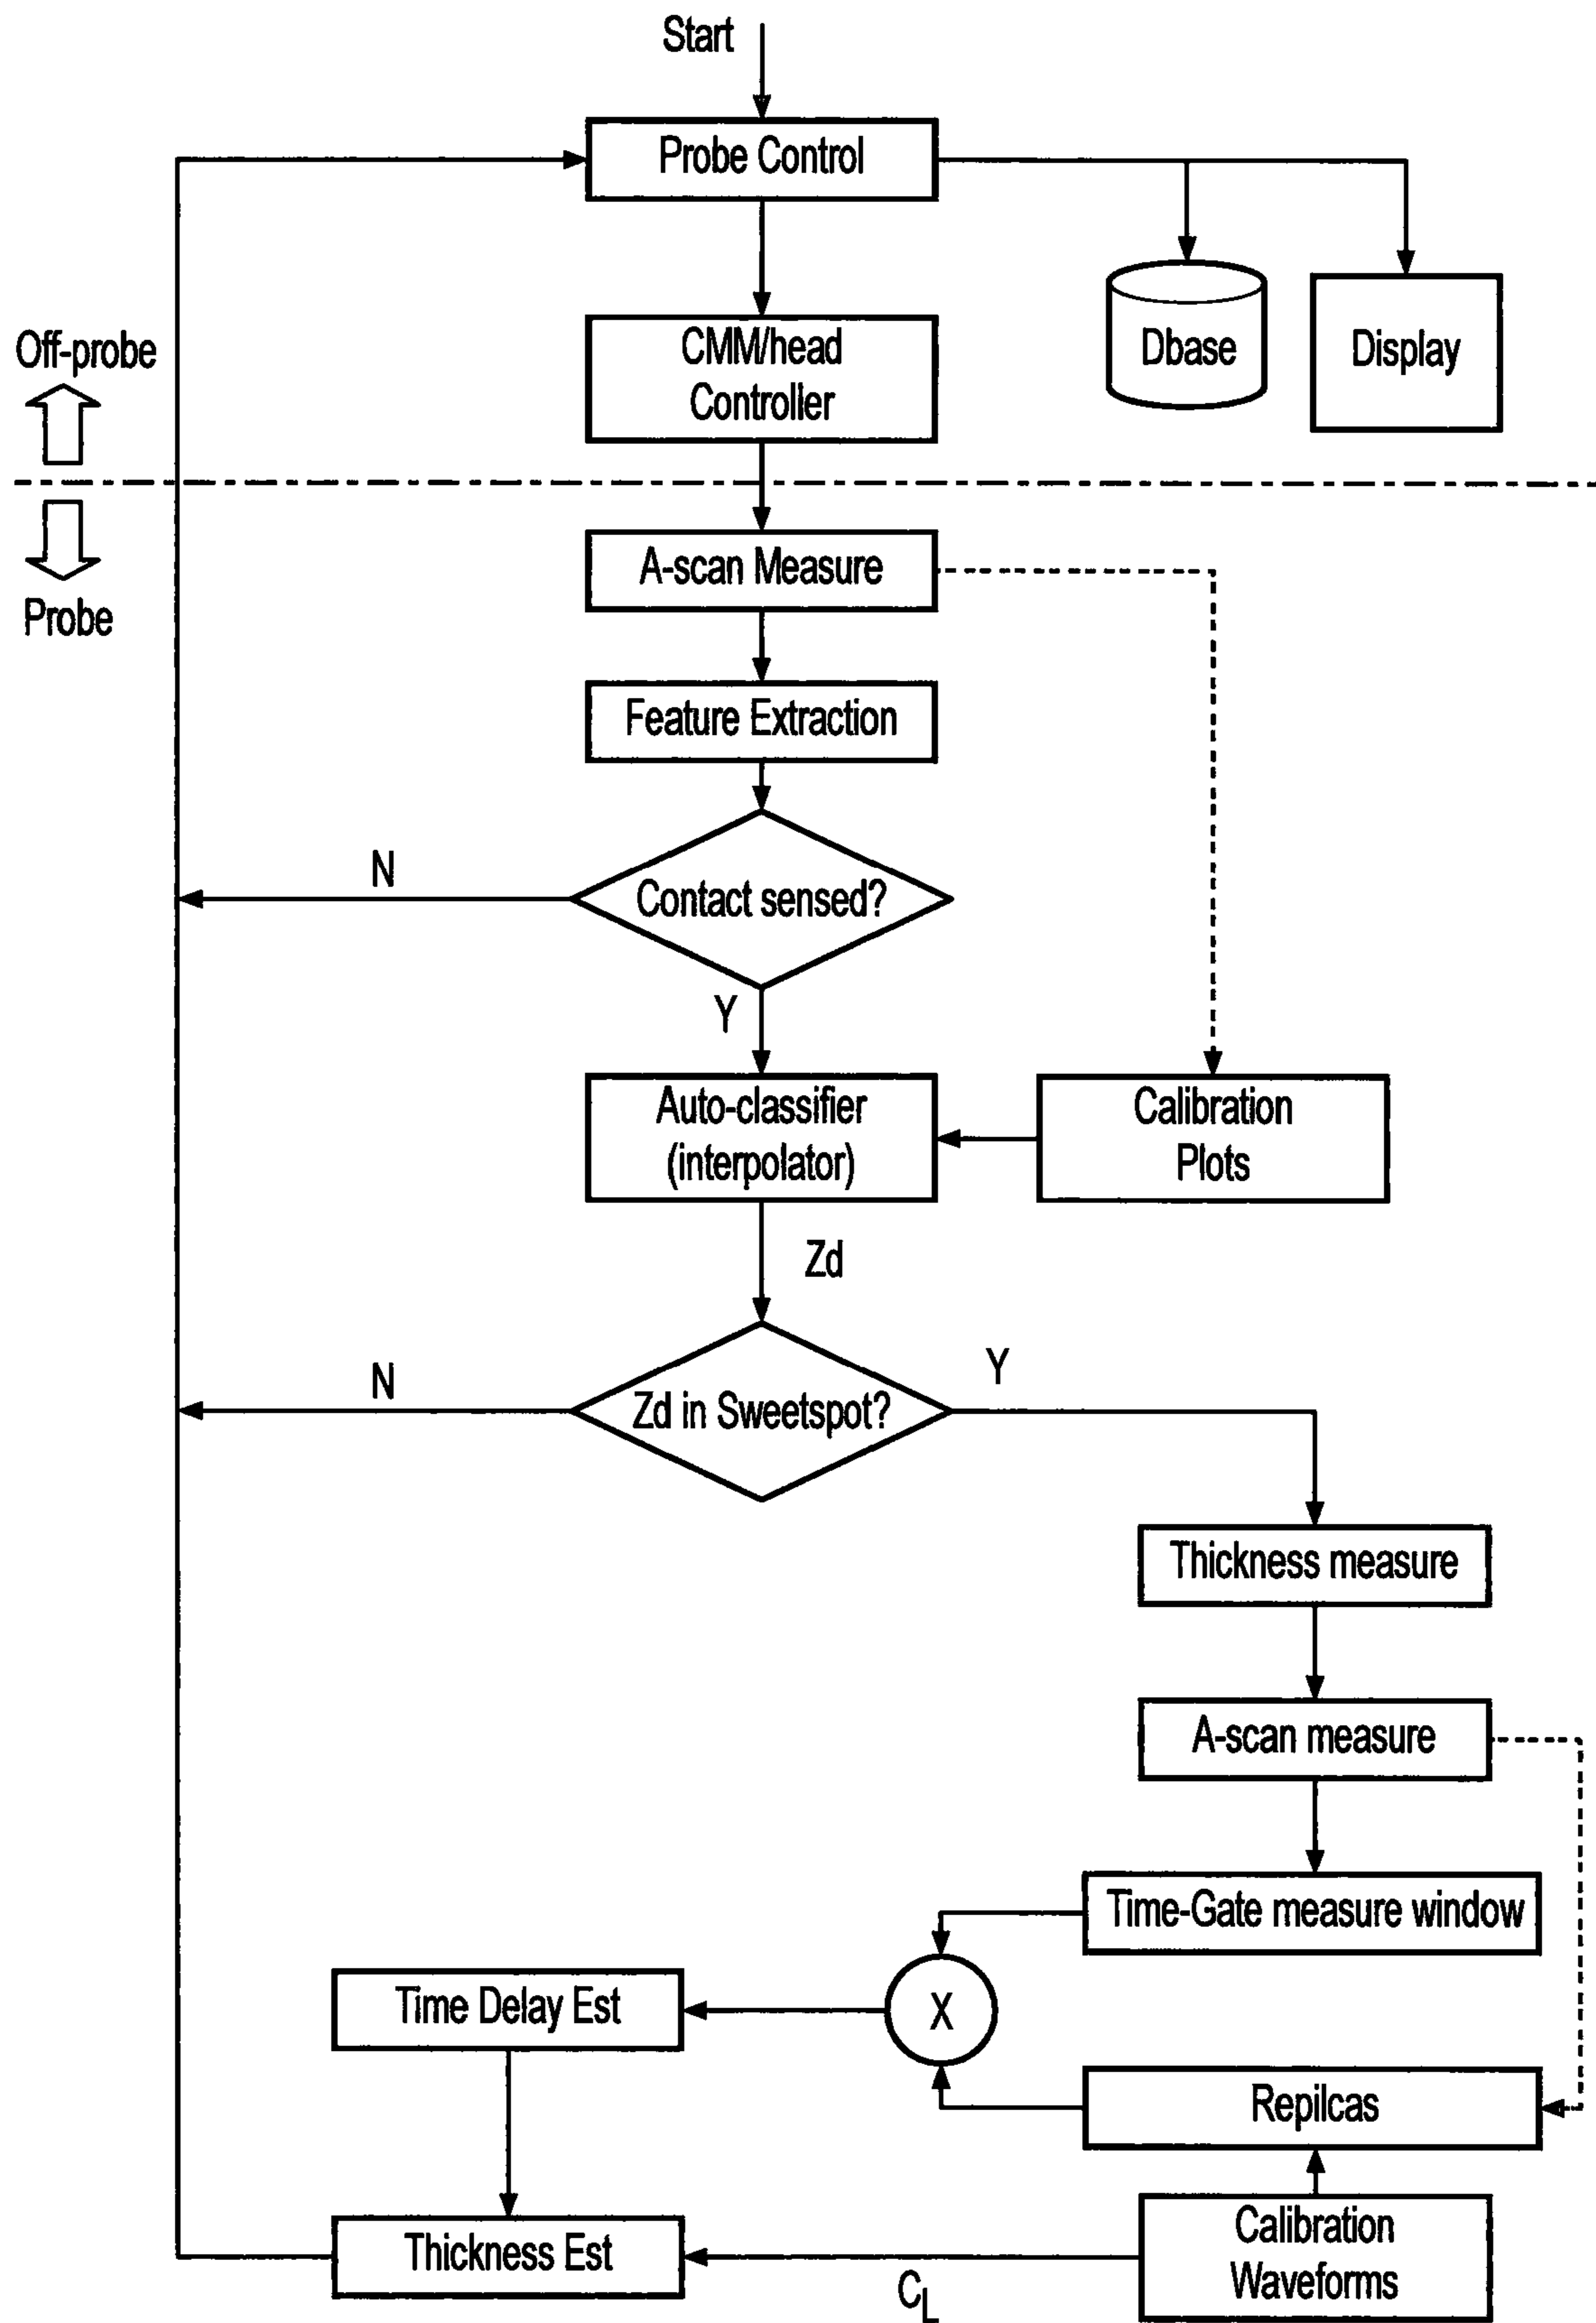 Start
Probe Control
Dbase
Display
CMM/head
Controller
Off-probe
Probe
A-scan Measure
Feature Extraction
N
Contact sensed?
Y
Auto-classifier
(interpolator)
Calibration
Plots
Zd
N
Zd in Sweetspot?
Y
Thickness measure
A-scan measure
Time-Gate measure window
Time Delay Est
X
Repilcas
Thickness Est
CL
Calibration
Waveforms